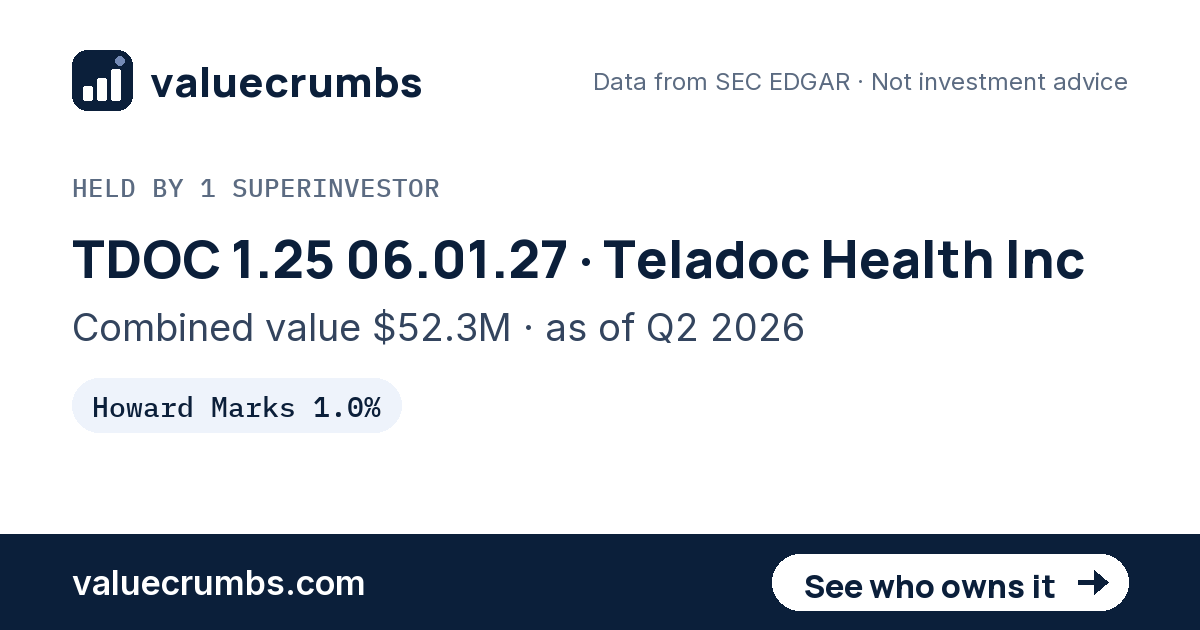 valuecrumbs
Data from SEC EDGAR · Not investment advice
HELD BY 1 SUPERINVESTOR
TDOC 1.25 06.01.27 · Teladoc Health Inc
Combined value $52.3M · as of Q2 2026
Howard Marks 1.0%
valuecrumbs.com
See who owns it →